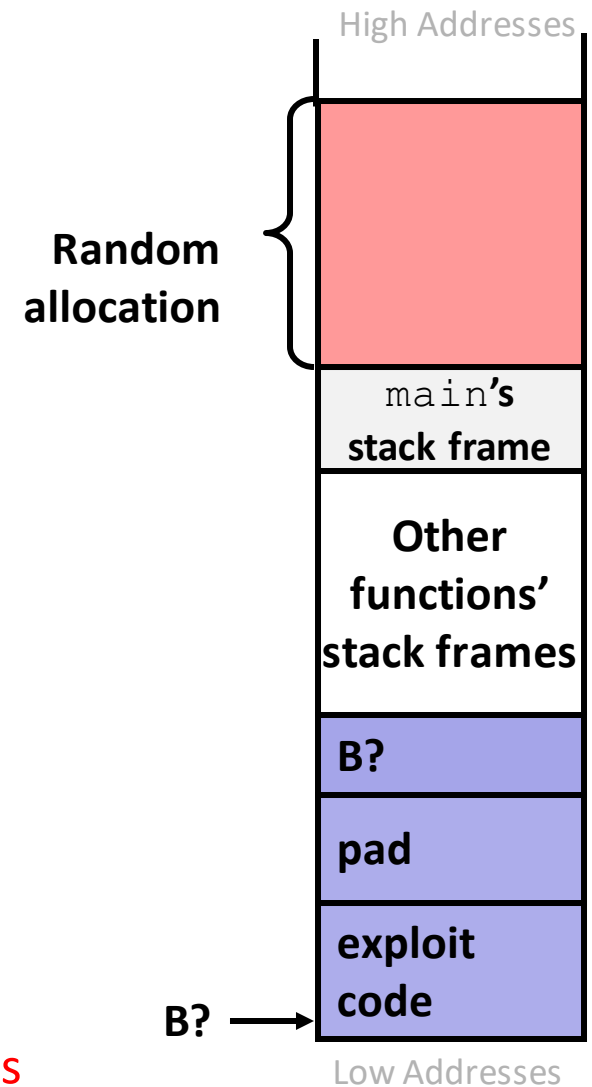 High Addresses
Random
allocation
main's
stack frame
Other
functions’
stack frames
B?
pad
exploit
code
B?
s
Low Addresses